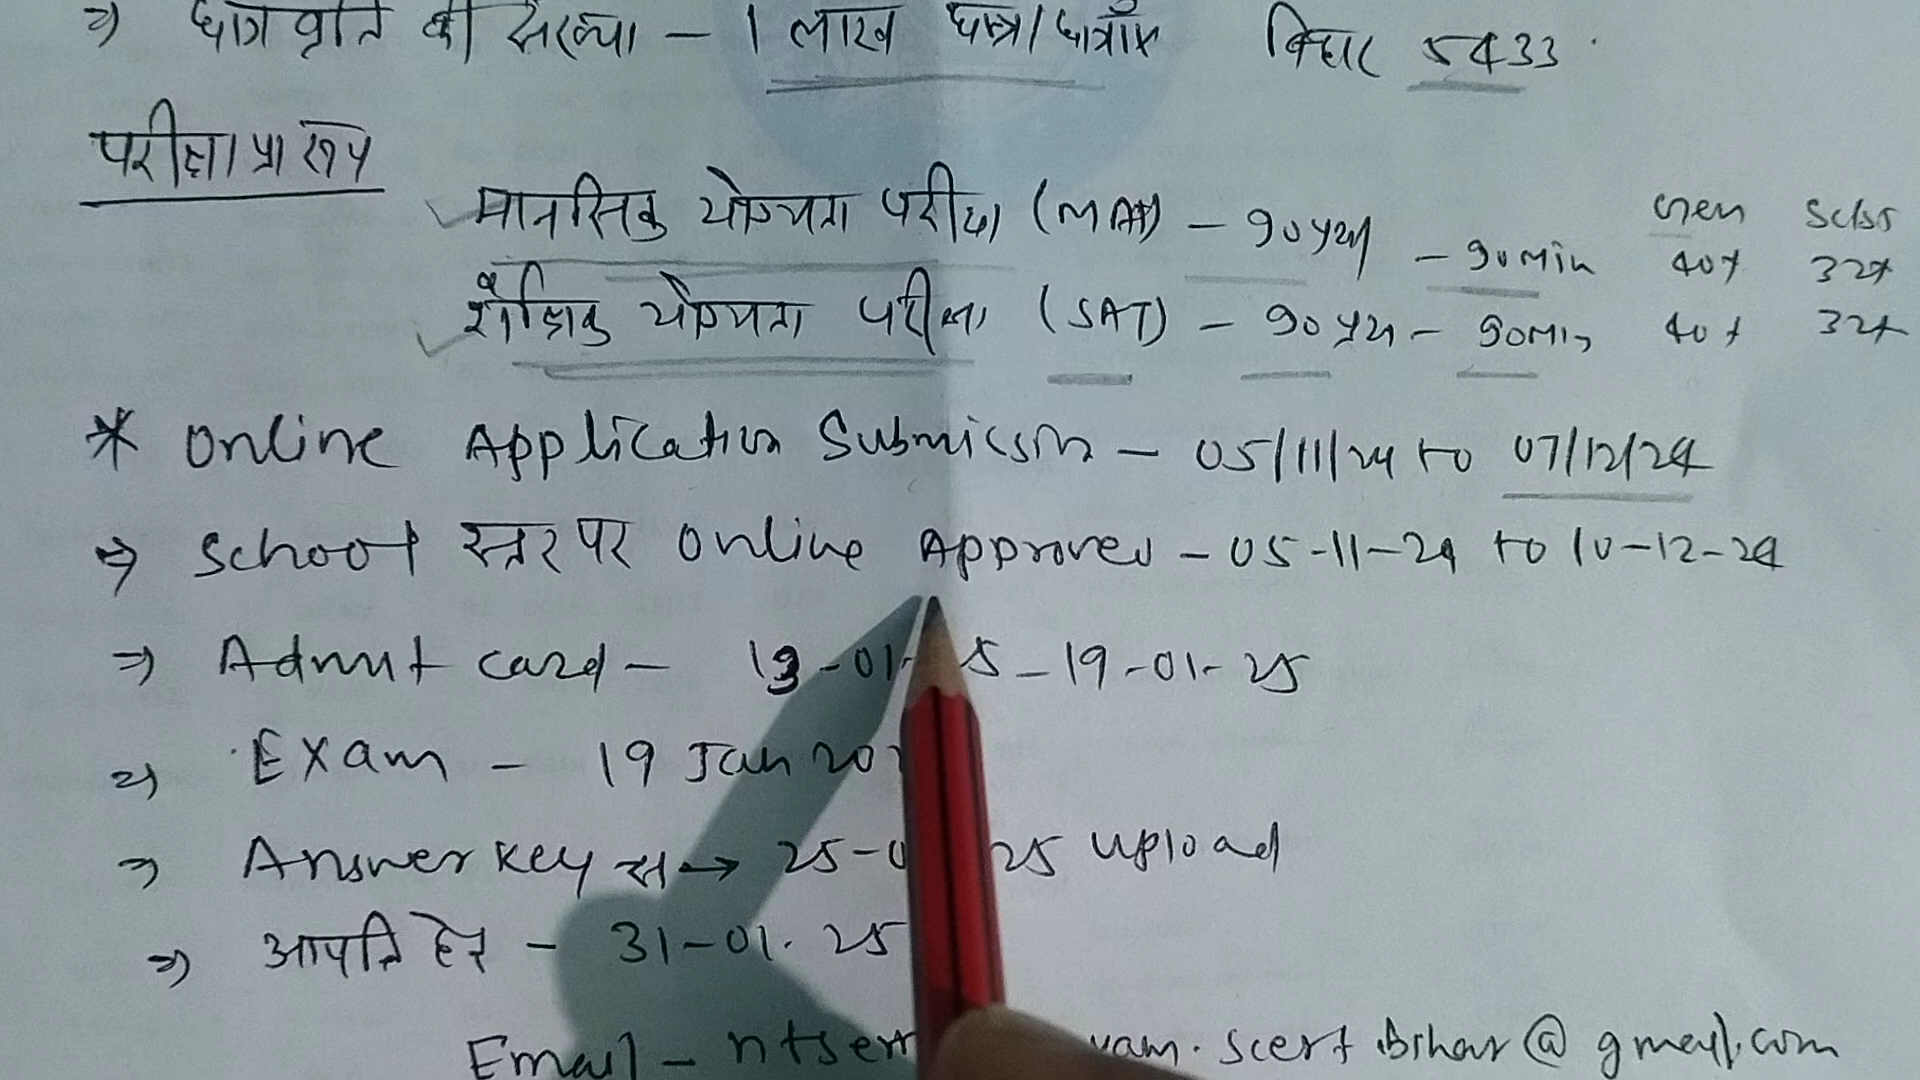 ⇒ छात्रवृति की संख्या – 1 लाख छात्र/छात्राएँ बिहार 5433
परीक्षा प्रारूप
मानसिक योग्यता परीक्षा (MAT) – 90 प्रश्न – 90 min Gen 40% SC/ST 32%
शैक्षिक योग्यता परीक्षा (SAT) – 90 प्रश्न – 90 Min 40% 32%
* Online Application Submission – 05/11/24 to 07/12/24
⇒ School स्तर पर Online Approved – 05-11-24 to 10-12-24
⇒ Admit card – 13-01- 5 – 19-01-25
⇒ Exam – 19 Jan 20
⇒ Answer key → 25-0 25 upload
⇒ आपति हेतु – 31-01.25
Email – scert.bihar@gmail.com